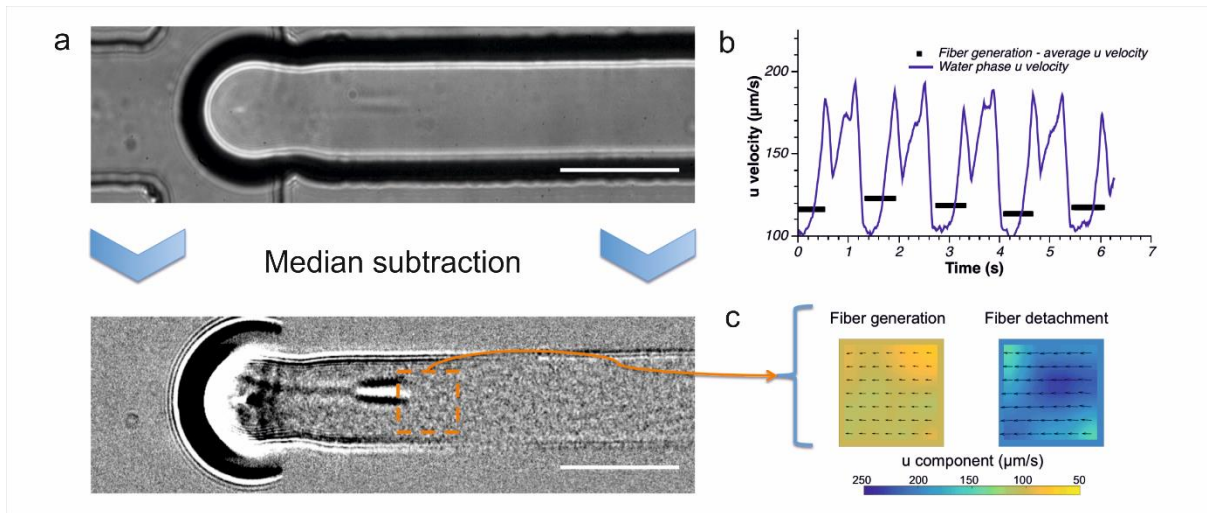 a
Median subtraction
b
Fiber generation - average u velocity
Water phase u velocity
u velocity (µm/s)
200
150
100
0 1 2 3 4 5 6 7
Time (s)
c
Fiber generation Fiber detachment
u component (µm/s)
250 200 150 100 50